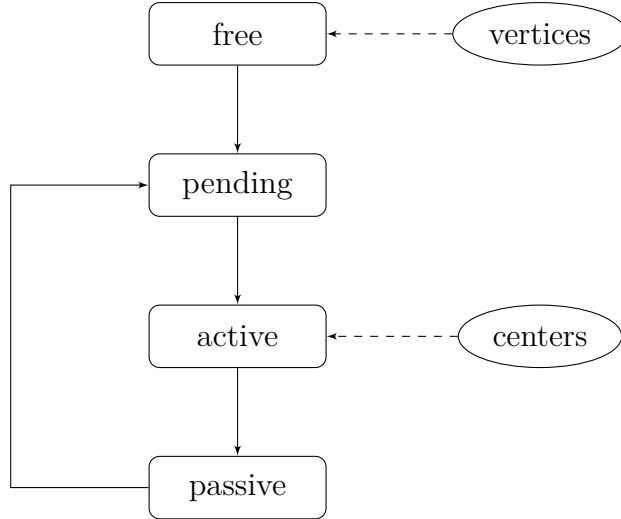 free
vertices
pending
active
centers
passive